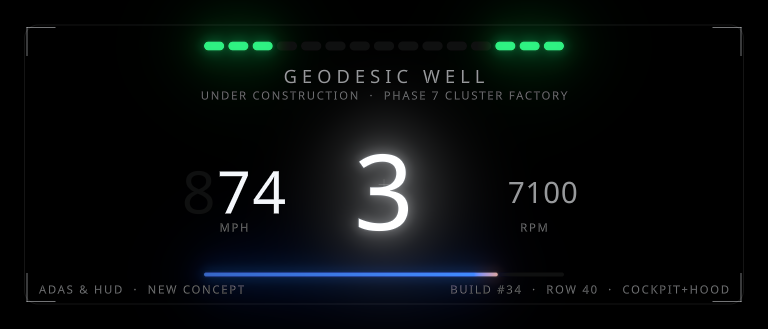 GEODESIC WELL
UNDER CONSTRUCTION · PHASE 7 CLUSTER FACTORY
874
MPH
3
7100
RPM
ADAS & HUD · NEW CONCEPT
BUILD #34 · ROW 40 · COCKPIT+HOOD